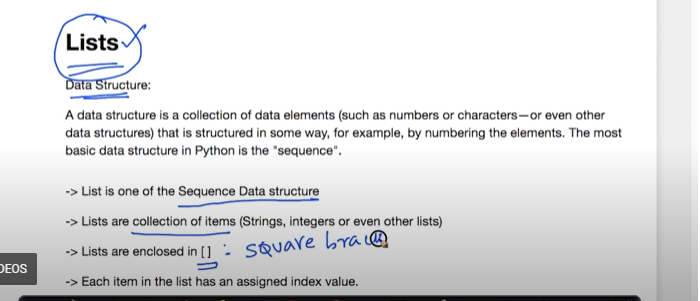 Lists
Data Structure:
A data structure is a collection of data elements (such as numbers or characters—or even other
data structures) that is structured in some way, for example, by numbering the elements. The most
basic data structure in Python is the "sequence".
-> List is one of the Sequence Data structure
-> Lists are collection of items (Strings, integers or even other lists)
-> Lists are enclosed in [ ] : square
DEOS
-> Each item in the list has an assigned index value.